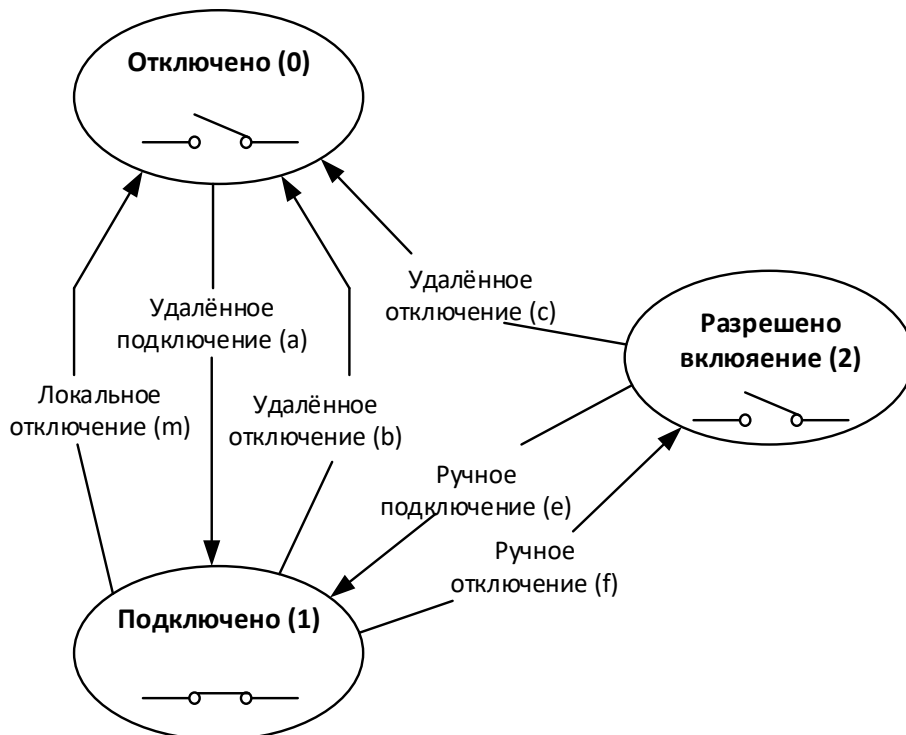 Отключено (0)
Удалённое
отключение (c)
Удалённое
подключение (a)
Разрешено
вклюяение (2)
Локальное
отключение (m)
Удалённое
отключение (b)
Ручное
подключение (e)
Ручное
отключение (f)
Подключено (1)